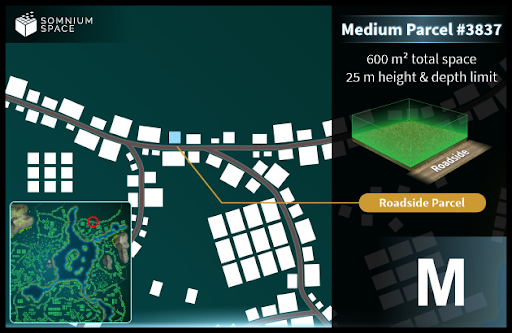 SOMNIUM
SPACE
Medium Parcel #3837
600 m² total space
25 m height & depth limit
Roadside
Roadside Parcel
M